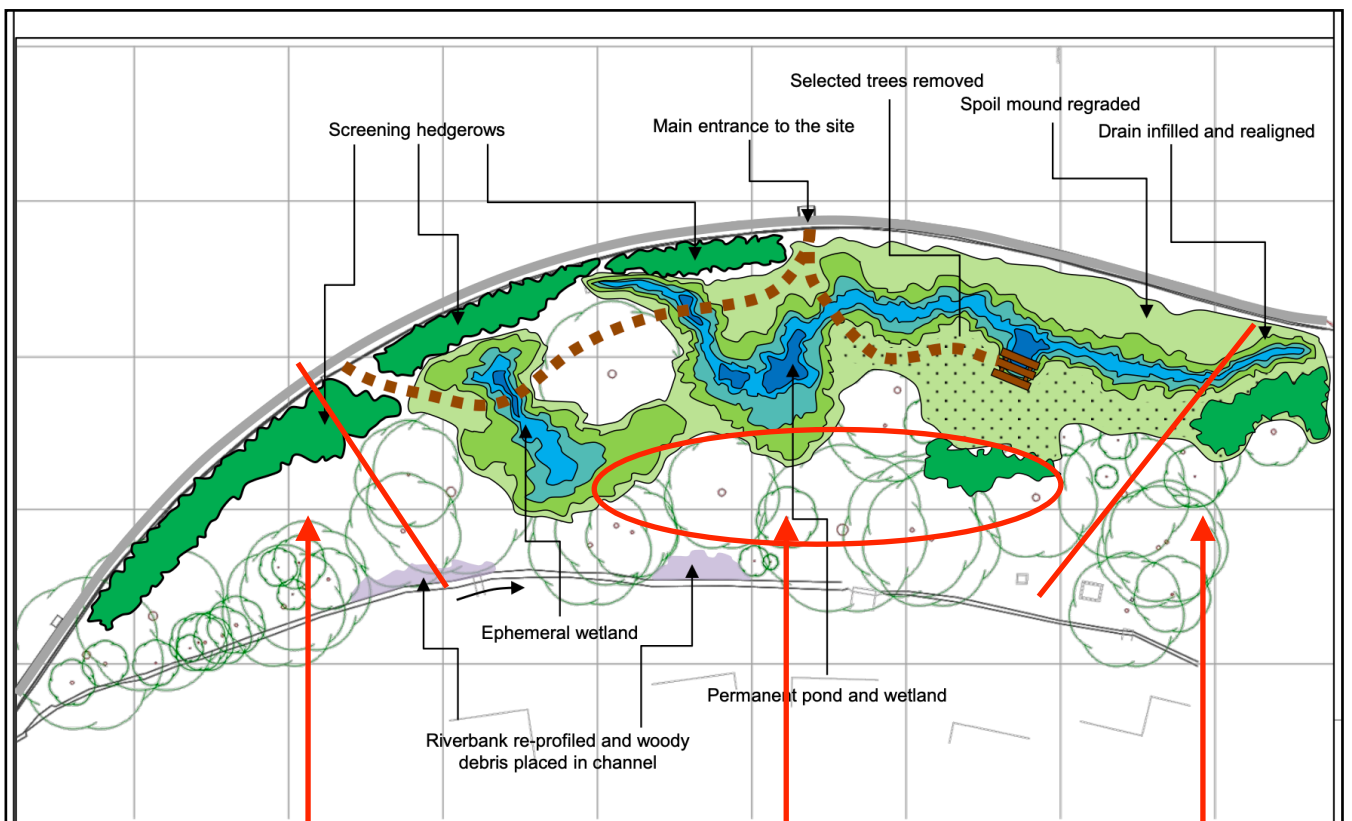 Selected trees removed
Spoil mound regraded
Screening hedgerows
Main entrance to the site
Drain infilled and realigned
Ephemeral wetland
Permanent pond and wetland
Riverbank re-profiled and woody
debris placed in channel